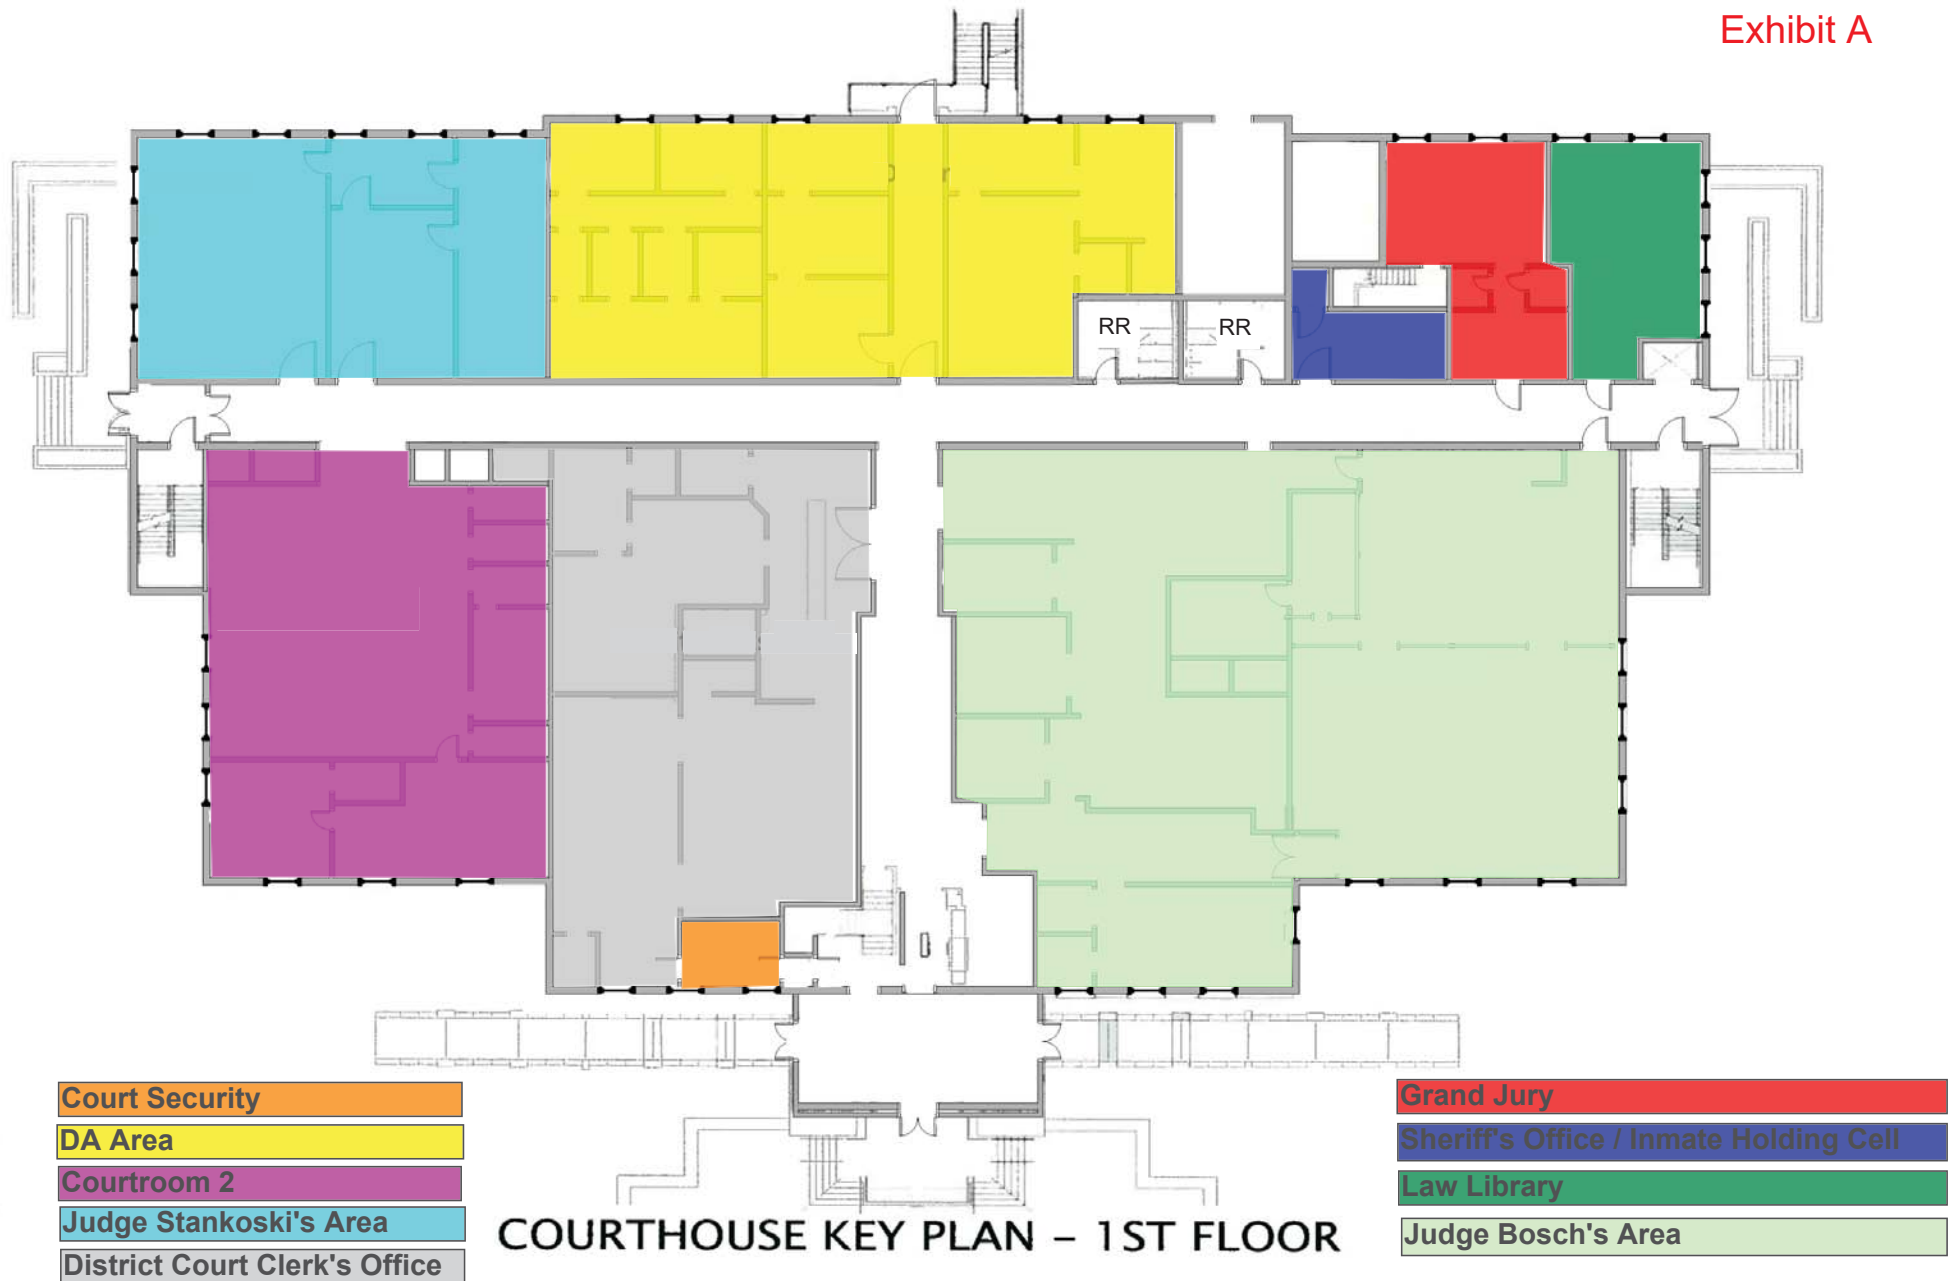 Exhibit A
RR
RR
Court Security
DA Area
Courtroom 2
Judge Stankoski's Area
District Court Clerk's Office
Grand Jury
Sheriff's Office / Inmate Holding Cell
Law Library
Judge Bosch's Area
COURTHOUSE KEY PLAN – 1ST FLOOR